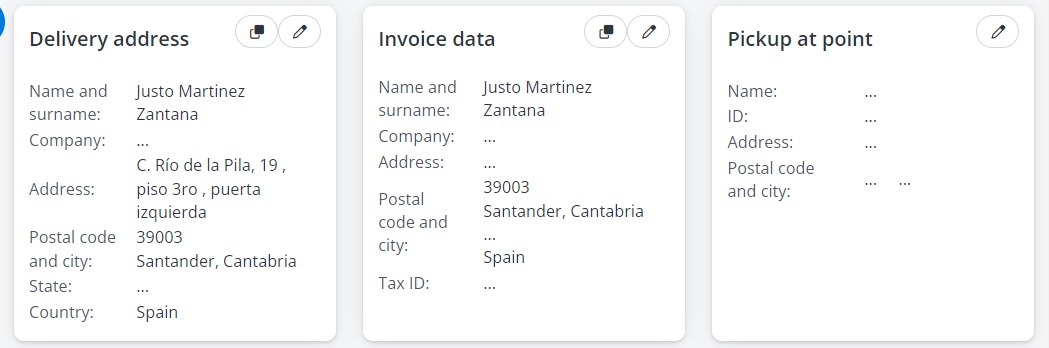 Delivery address
Name and surname: Justo Martinez Zantana
Company: ...
Address: C. Río de la Pila, 19 , piso 3ro , puerta izquierda
Postal code and city: 39003 Santander, Cantabria
State: ...
Country: Spain
Invoice data
Name and surname: Justo Martinez Zantana
Company: ...
Address: ...
Postal code and city: 39003 Santander, Cantabria ... Spain
Tax ID: ...
Pickup at point
Name: ...
ID: ...
Address: ...
Postal code and city: ... ...